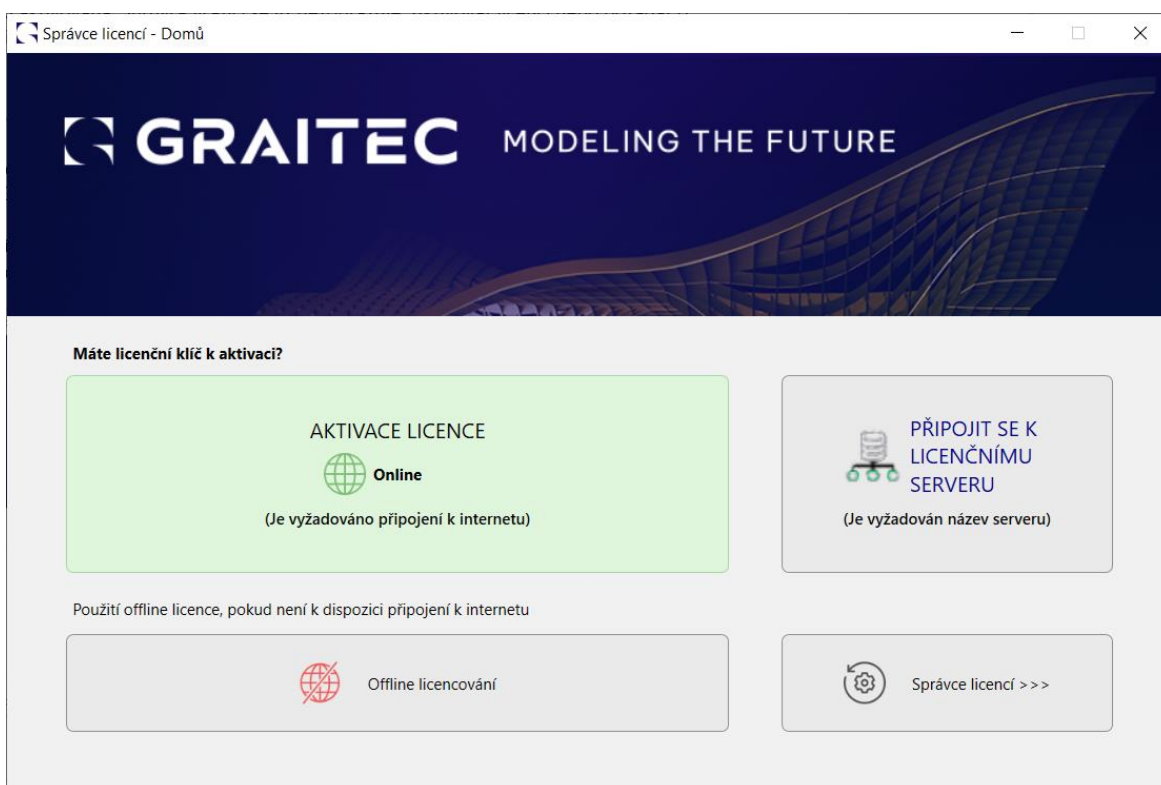 Správce licencí - Domů
GRAITEC MODELING THE FUTURE
Máte licenční klíč k aktivaci?
AKTIVACE LICENCE
Online
(Je vyžadováno připojení k internetu)
PŘIPOJIT SE K
LICENČNÍMU
SERVERU
(Je vyžadován název serveru)
Použití offline licence, pokud není k dispozici připojení k internetu
Offline licencování
Správce licencí >>>